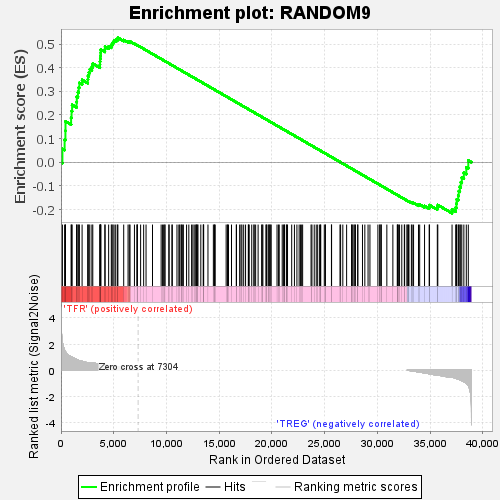 Enrichment plot: RANDOM9
Enrichment score (ES)
0.5
0.4
0.3
0.2
0.1
0.0
-0.1
-0.2
'TFR' (positively correlated)
Ranked list metric (Signal2Noise)
4
2
0
-2
-4
Zero cross at 7304
'TREG' (negatively correlated)
0
5,000
10,000
15,000
20,000
25,000
30,000
35,000
40,000
Rank in Ordered Dataset
Enrichment profile
Hits
Ranking metric scores